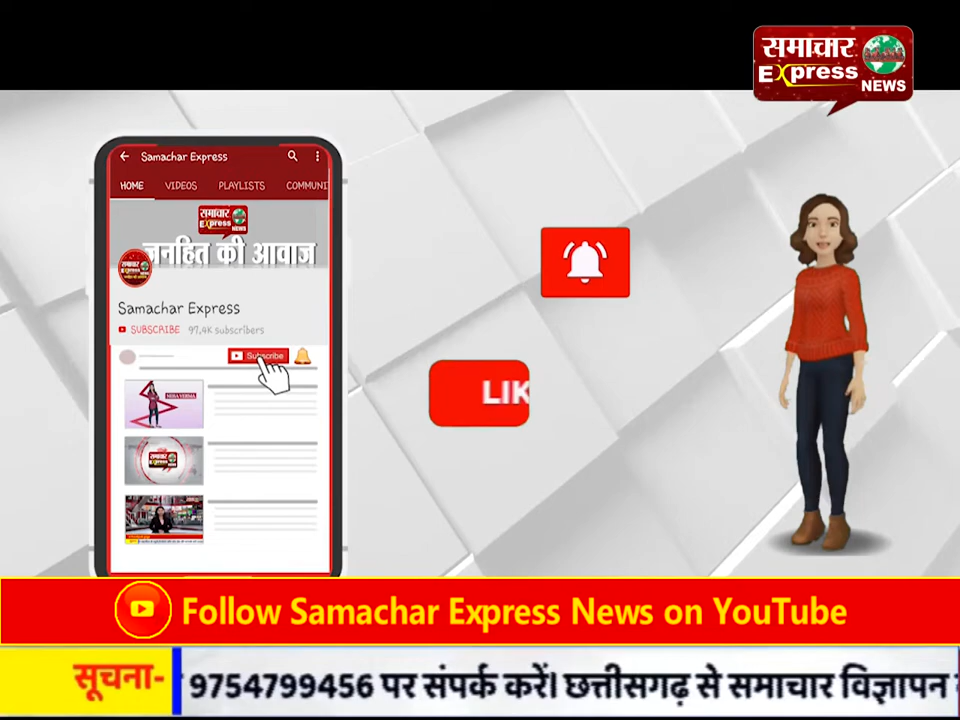 समाचार
Express
NEWS
Samachar Express
HOME VIDEOS PLAYLISTS COMMUNI
समाचार
Express
NEWS
जनहित की आवाज
Samachar Express
SUBSCRIBE 97.4K subscribers
Subscribe
LIK
Follow Samachar Express News on YouTube
सूचना- 9754799456 पर संपर्क करें। छत्तीसगढ़ से समाचार विज्ञापन